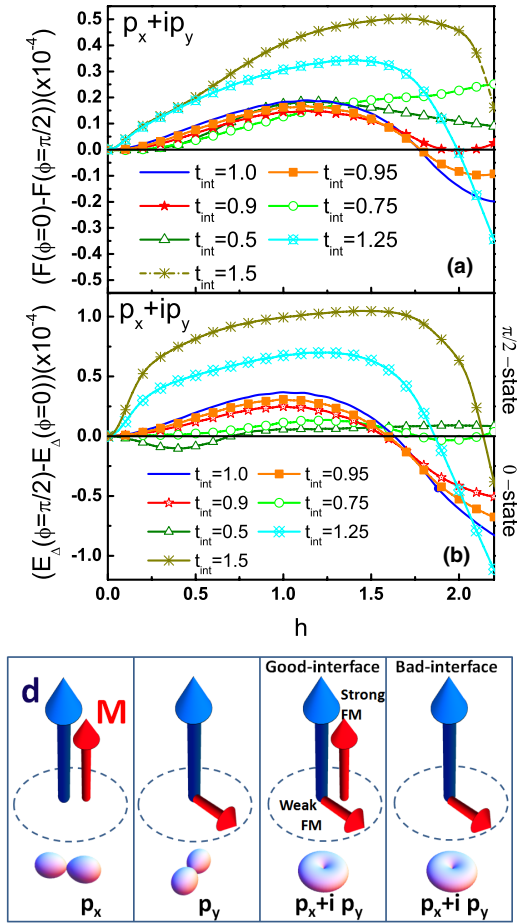 p_x+ip_y
(F(ϕ=0)-F(ϕ=π/2))(x10^-4)
0.5
0.4
0.3
0.2
0.1
0.0
-0.1
-0.2
-0.3
-0.4
-0.5
t_int=1.0 t_int=0.95
t_int=0.9 t_int=0.75
t_int=0.5 t_int=1.25
t_int=1.5
(a)
p_x+ip_y
(E_Δ(ϕ=π/2)-E_Δ(ϕ=0))(x10^-4)
1.0
0.5
0.0
-0.5
-1.0
π/2−state
0−state
t_int=1.0 t_int=0.95
t_int=0.9 t_int=0.75
t_int=0.5 t_int=1.25
t_int=1.5
(b)
0.0 0.5 1.0 1.5 2.0
h
Good-interface Bad-interface
d
M
Strong
FM
Weak
FM
p_x p_y p_x+i p_y p_x+i p_y